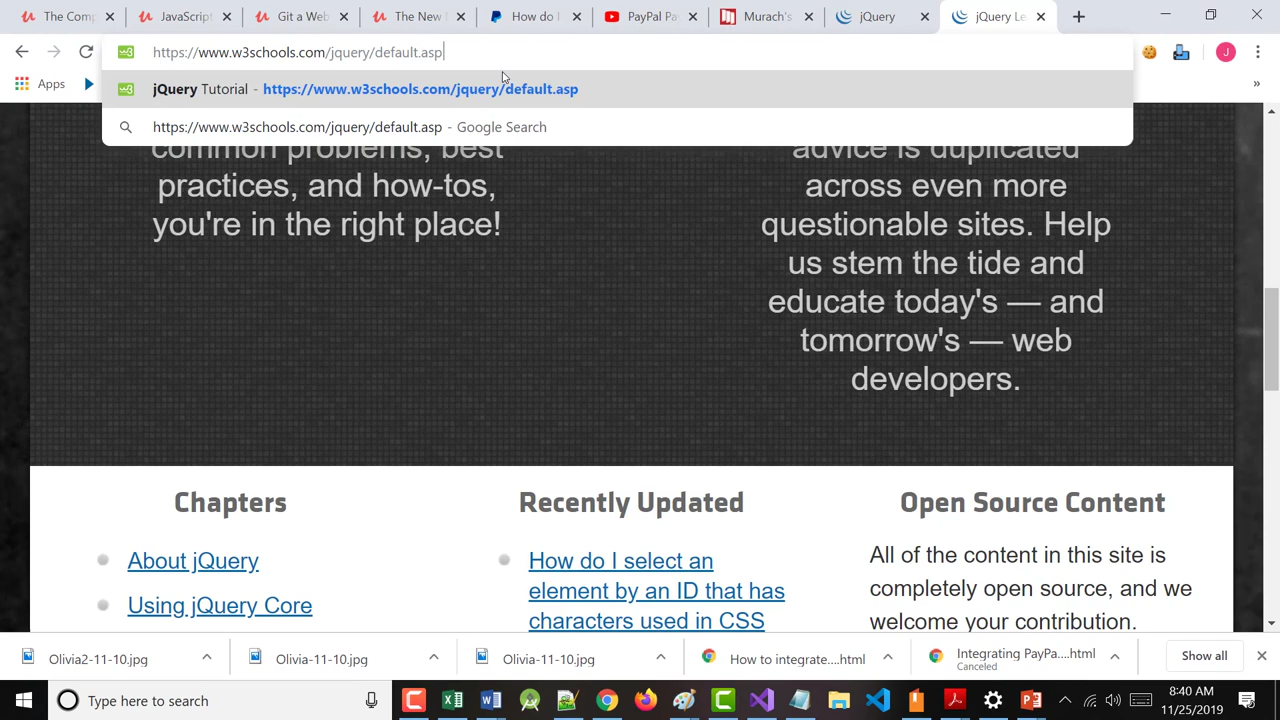 The Comp
JavaScript
Git a Web
The New
How do I
PayPal Pa
Murach's
jQuery
jQuery Le
https://www.w3schools.com/jquery/default.asp
J
Apps
jQuery Tutorial - https://www.w3schools.com/jquery/default.asp
»
https://www.w3schools.com/jquery/default.asp - Google Search
common problems, best
practices, and how-tos,
you're in the right place!
advice is duplicated
across even more
questionable sites. Help
us stem the tide and
educate today's — and
tomorrow's — web
developers.
Chapters
About jQuery
Using jQuery Core
Recently Updated
How do I select an
element by an ID that has
characters used in CSS
Open Source Content
All of the content in this site is
completely open source, and we
welcome your contribution.
Olivia2-11-10.jpg
Olivia-11-10.jpg
Olivia-11-10.jpg
How to integrate....html
Integrating PayPa....html
Canceled
Show all
Type here to search
8:40 AM
11/25/2019